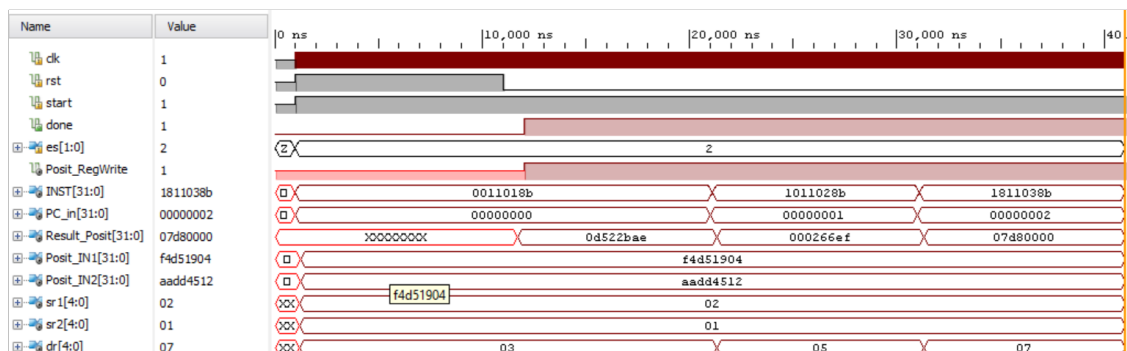 Name Value 0 ns 10,000 ns 20,000 ns 30,000 ns 40
clk 1
rst 0
start 1
done 1
es[1:0] 2 Z 2
Posit_RegWrite 1
INST[31:0] 1811038b 0011018b 1011028b 1811038b
PC_in[31:0] 00000002 00000000 00000001 00000002
Result_Posit[31:0] 07d80000 XXXXXXXX 0d522bae 000266ef 07d80000
Posit_IN1[31:0] f4d51904 f4d51904
Posit_IN2[31:0] aadd4512 aadd4512
f4d51904
sr1[4:0] 02 XX 02
sr2[4:0] 01 XX 01
dr[4:0] 07 XX 03 05 07